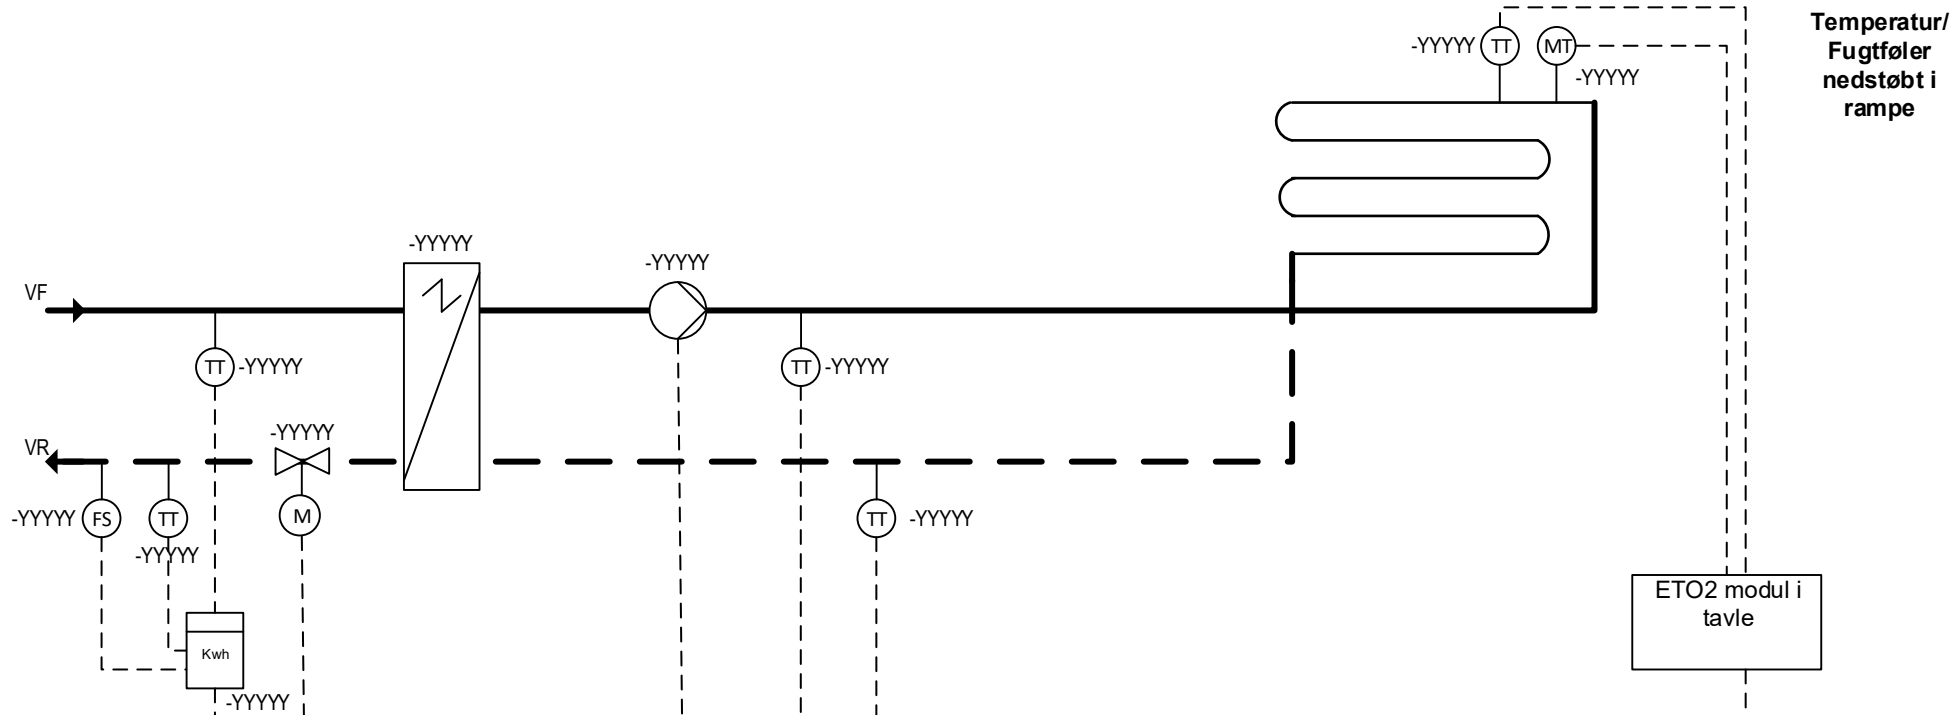 Temperatur/
Fugtføler
nedstøbt i
rampe
-YYYYY
TT
MT
-YYYYY
-YYYYY
-YYYYY
VF
TT
-YYYYY
TT
-YYYYY
-YYYYY
VR
-YYYYY
FS
TT
M
TT
-YYYYY
-YYYYY
ETO2 modul i
tavle
Kwh
-YYYYY